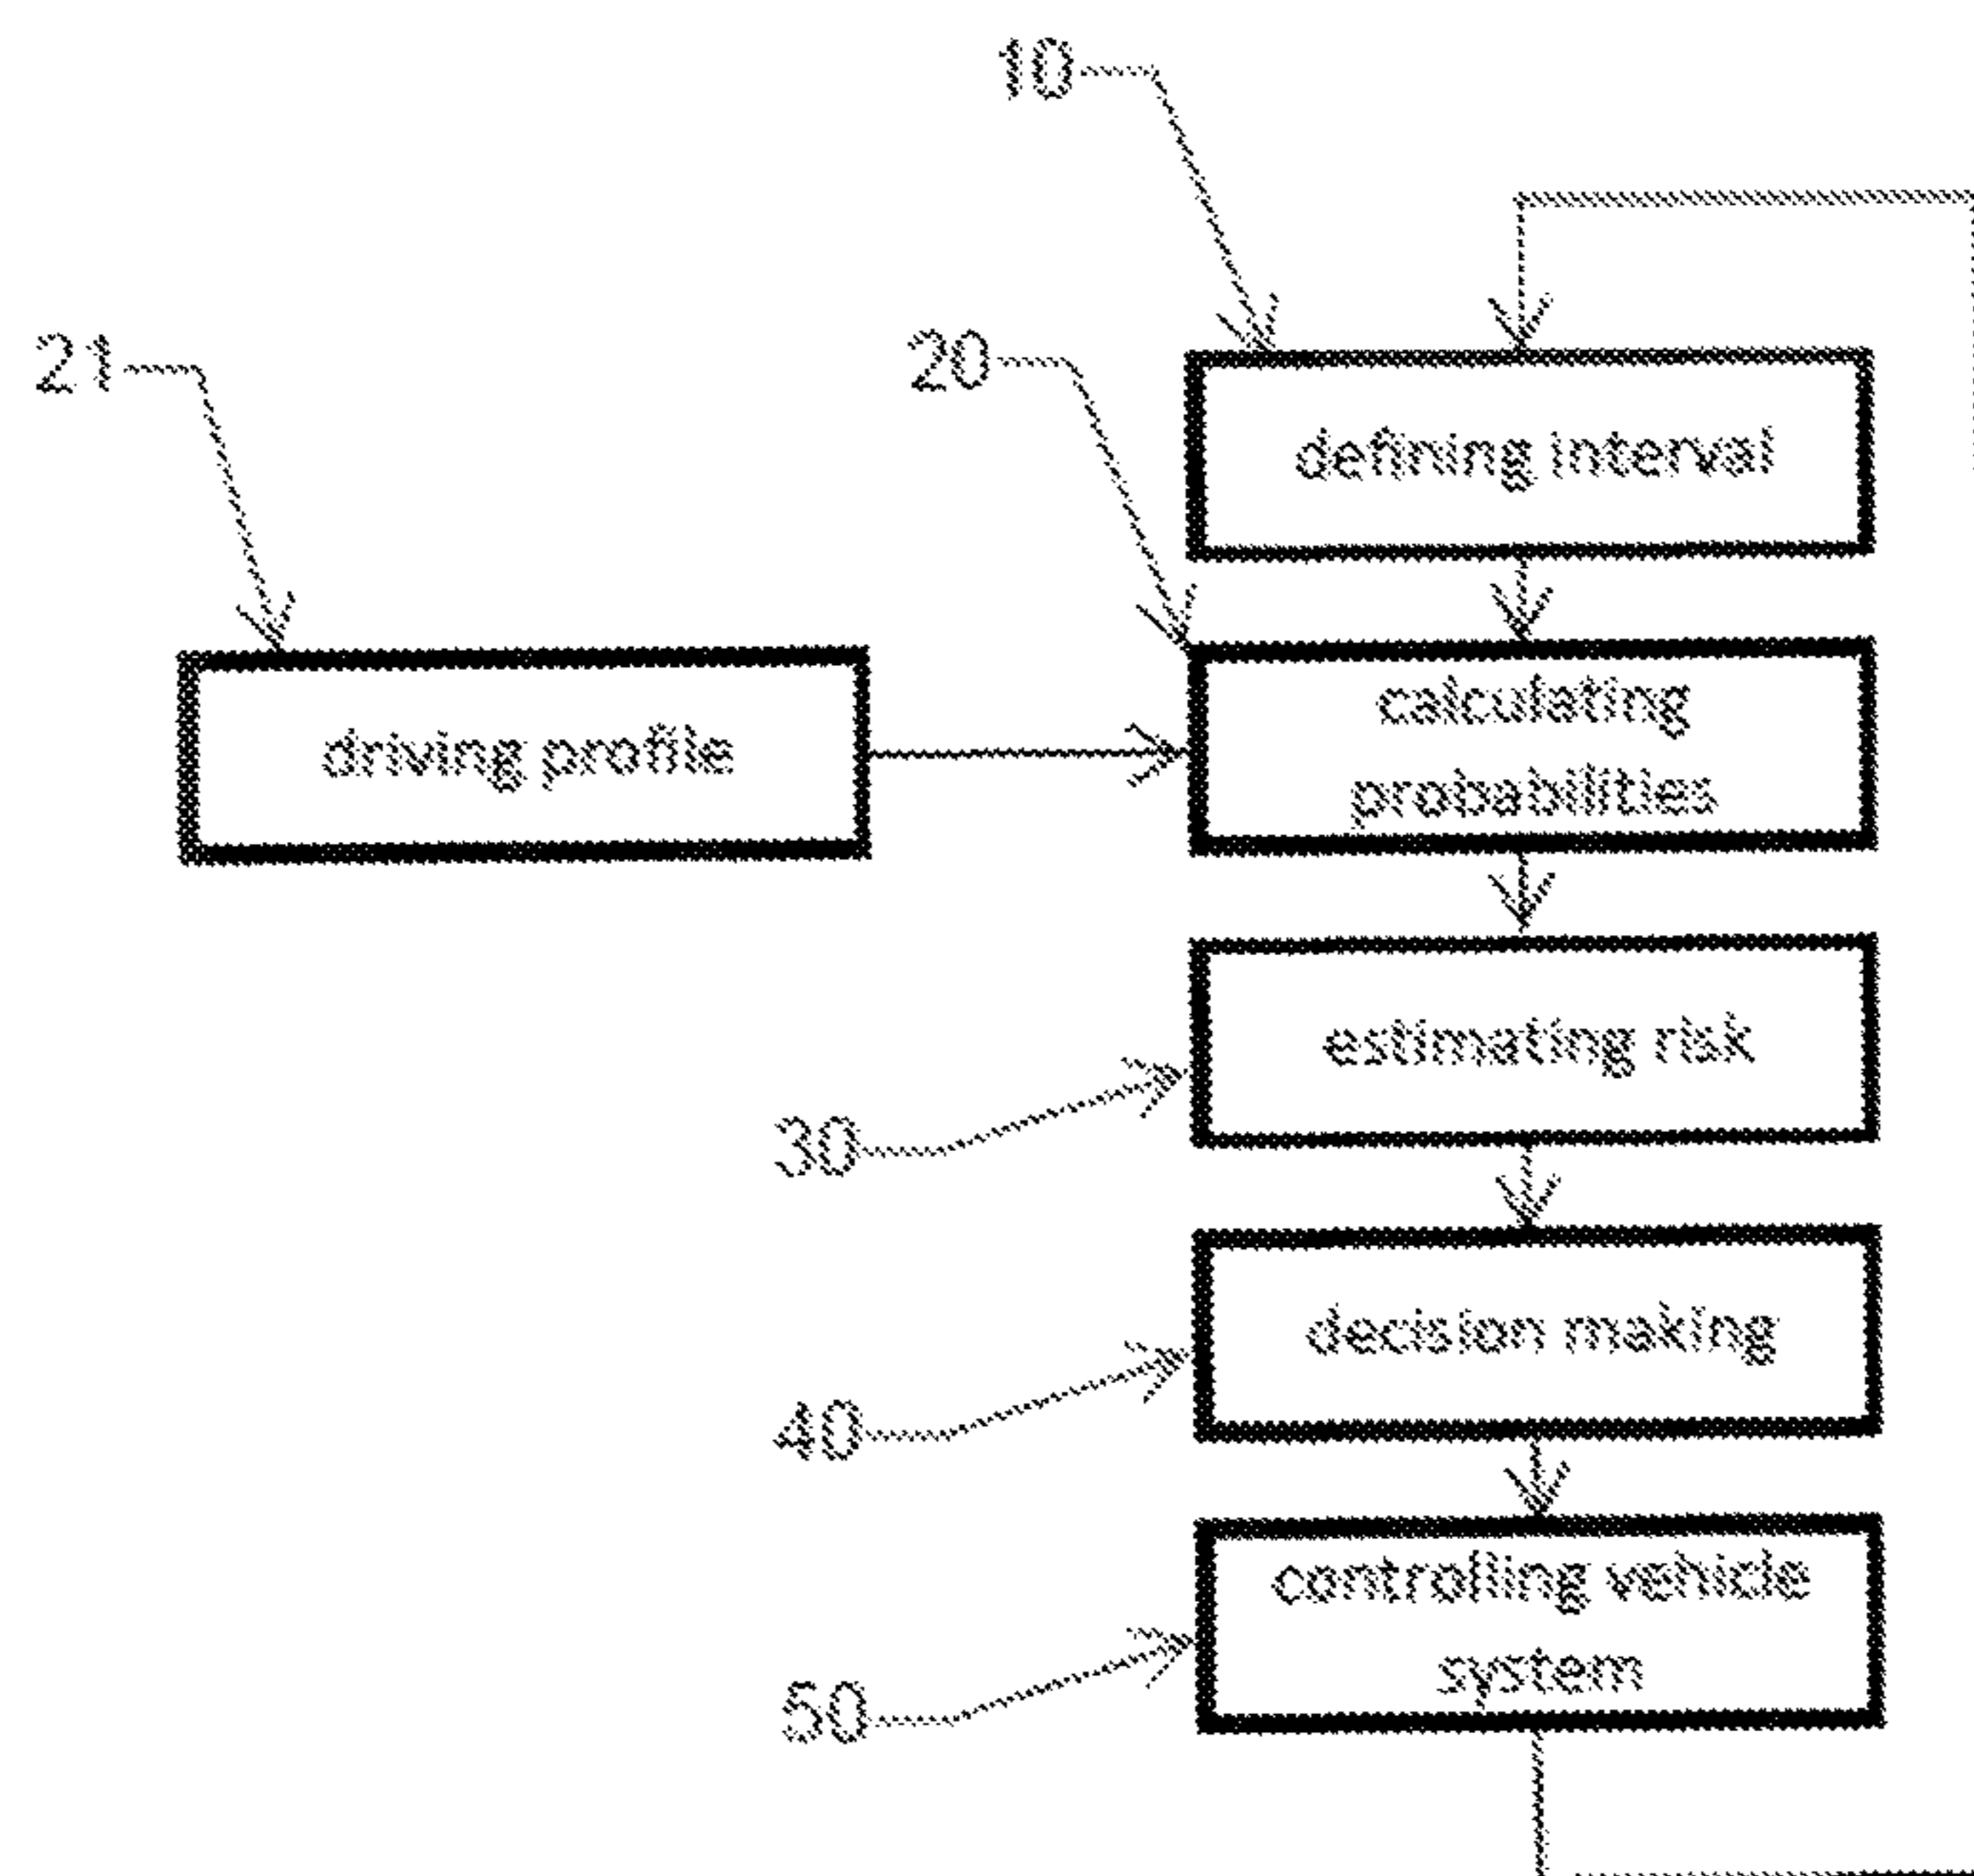 10
21
20
defining interval
driving profile
calculating
probabilities
estimating risk
30
decision making
40
controlling vehicle
system
50